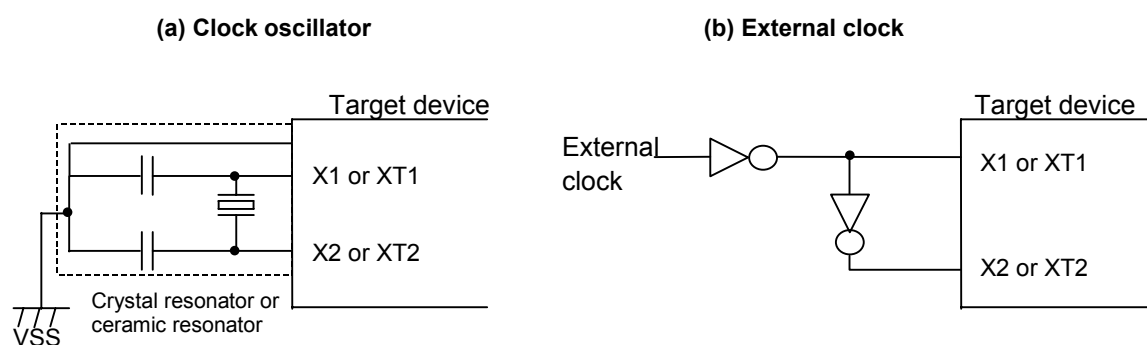 (a) Clock oscillator
Target device
X1 or XT1
X2 or XT2
Crystal resonator or
ceramic resonator
VSS
(b) External clock
Target device
External
clock
X1 or XT1
X2 or XT2